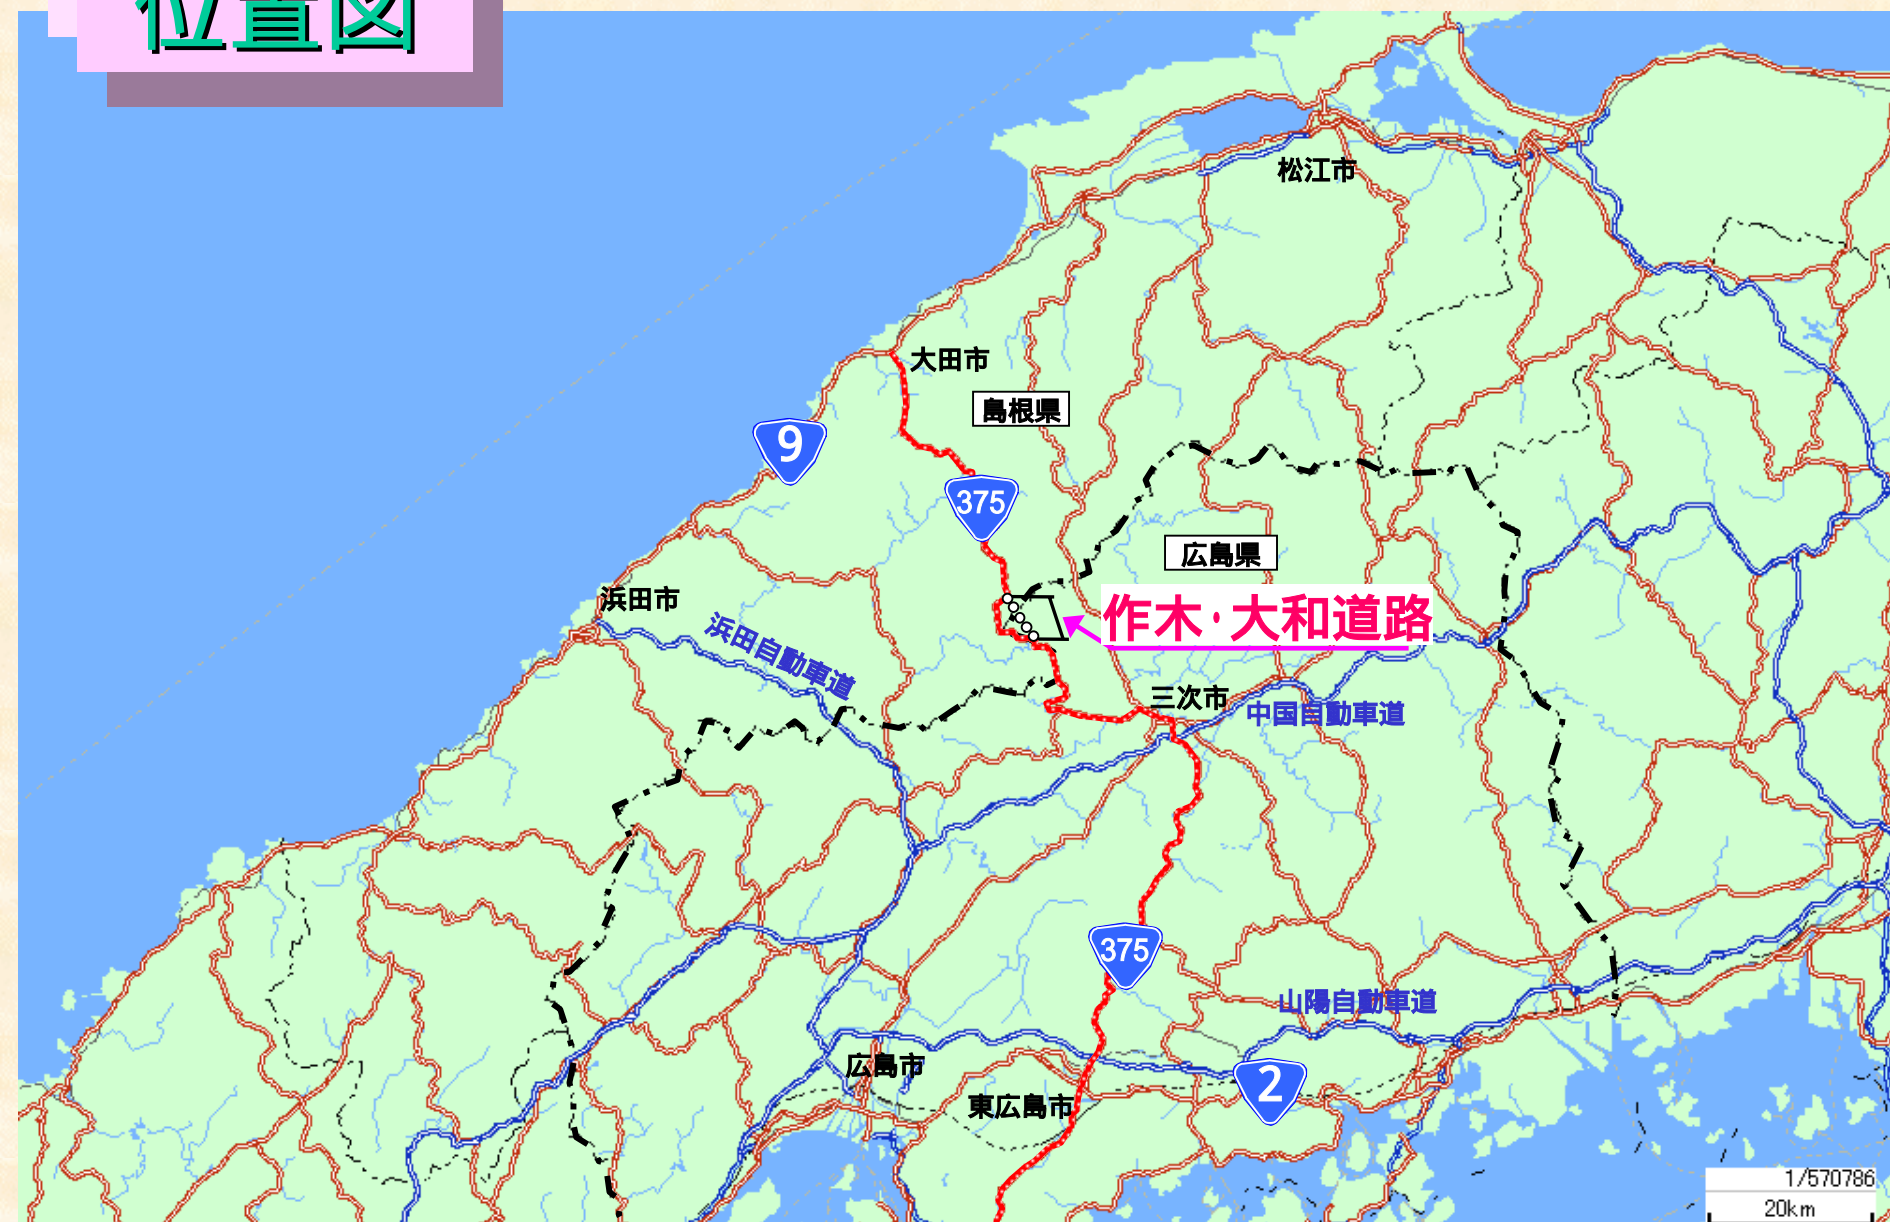 位置図
松江市
大田市
島根県
9
375
広島県
浜田市
作木・大和道路
浜田自動車道
三次市
中国自動車道
375
山陽自動車道
広島市
2
東広島市
1/570786
20km